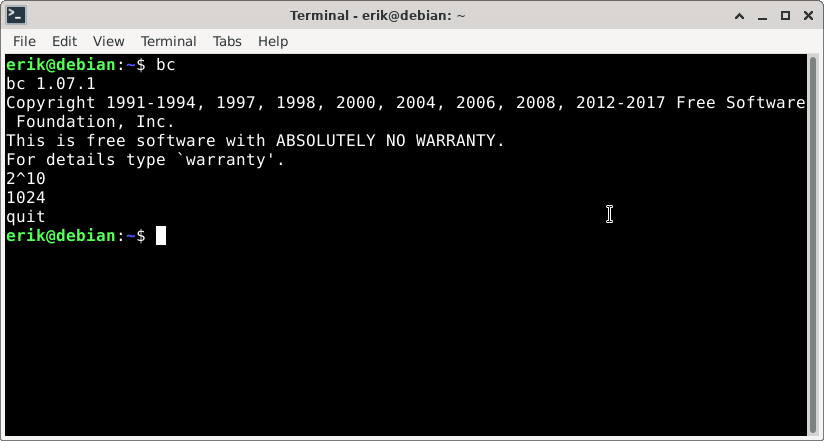 Terminal - erik@debian: ~
File Edit View Terminal Tabs Help
erik@debian:~$ bc
bc 1.07.1
Copyright 1991-1994, 1997, 1998, 2000, 2004, 2006, 2008, 2012-2017 Free Software
 Foundation, Inc.
This is free software with ABSOLUTELY NO WARRANTY.
For details type `warranty'.
2^10
1024
quit
erik@debian:~$